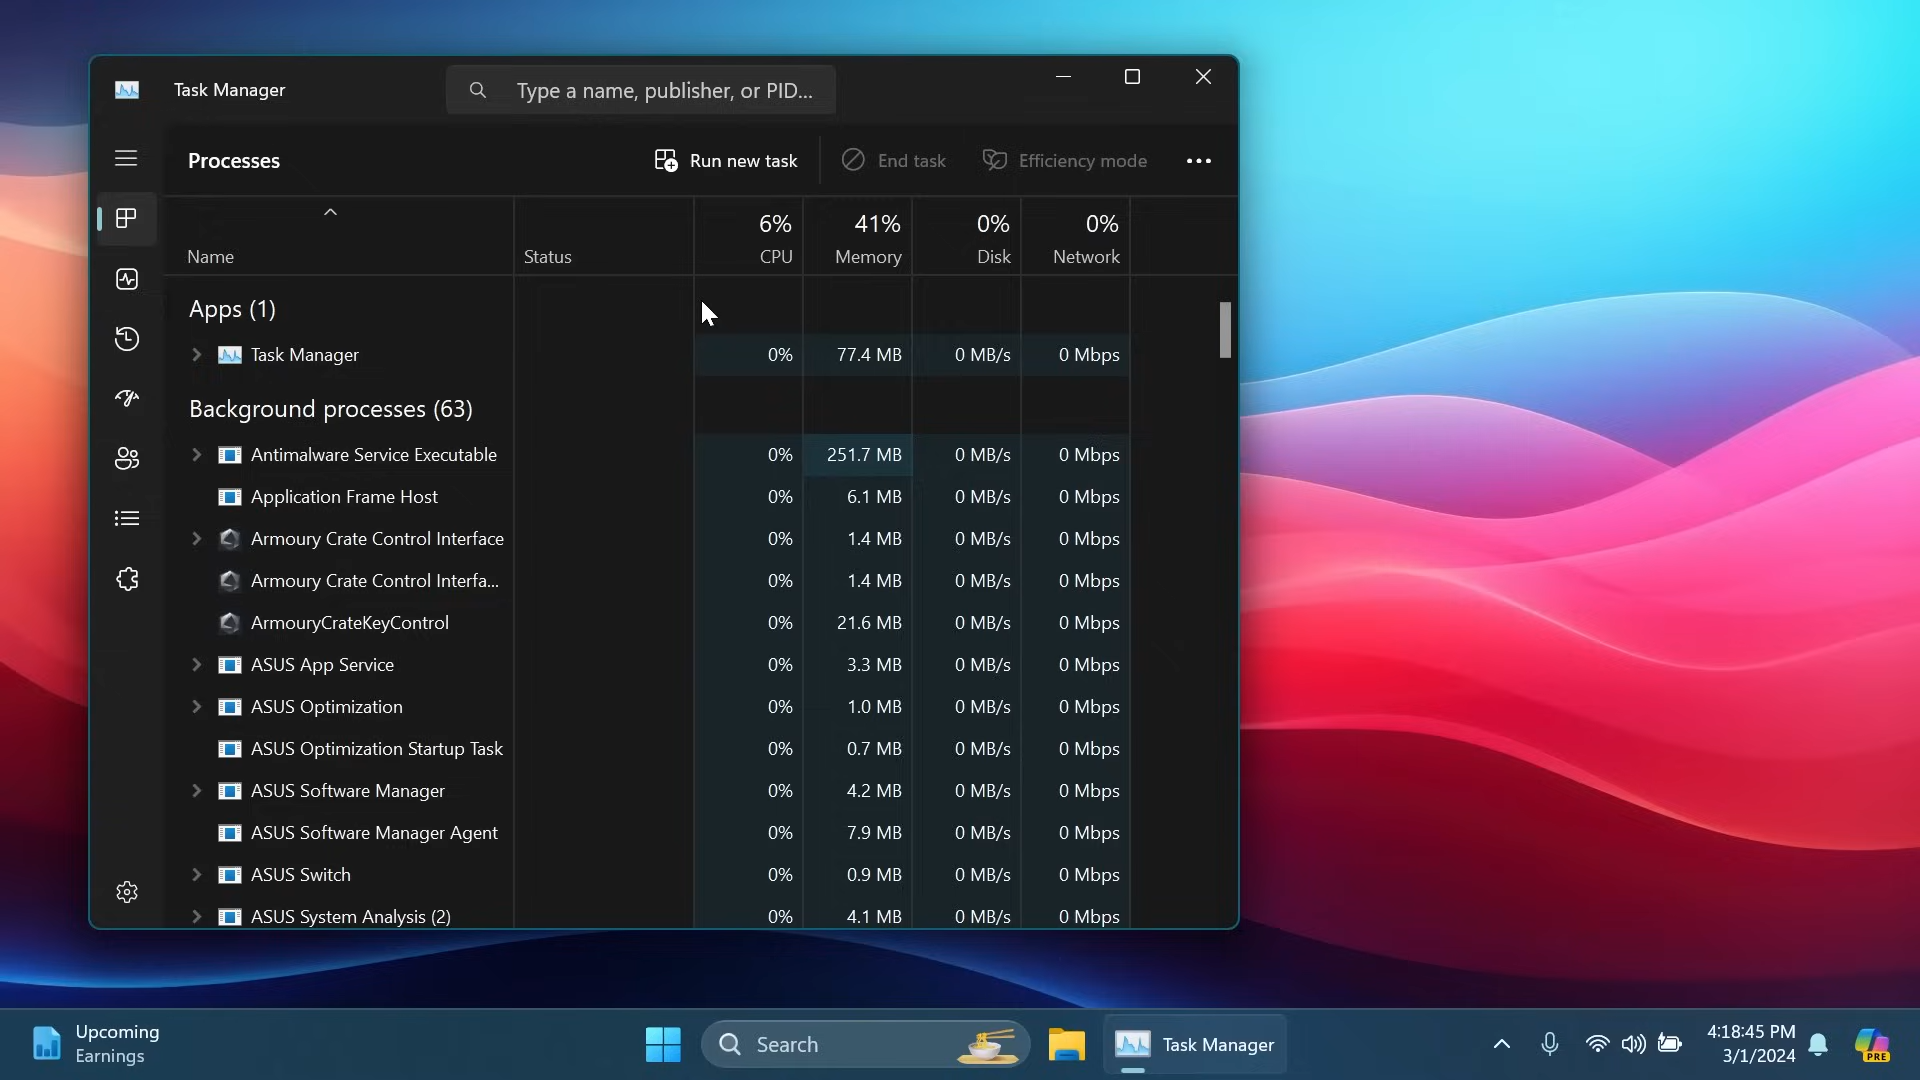 Task Manager
Type a name, publisher, or PID...
Processes
Run new task
End task
Efficiency mode
6% 41% 0% 0%
Name Status CPU Memory Disk Network
Apps (1)
Task Manager 0% 77.4 MB 0 MB/s 0 Mbps
Background processes (63)
Antimalware Service Executable 0% 251.7 MB 0 MB/s 0 Mbps
Application Frame Host 0% 6.1 MB 0 MB/s 0 Mbps
Armoury Crate Control Interface 0% 1.4 MB 0 MB/s 0 Mbps
Armoury Crate Control Interfa... 0% 1.4 MB 0 MB/s 0 Mbps
ArmouryCrateKeyControl 0% 21.6 MB 0 MB/s 0 Mbps
ASUS App Service 0% 3.3 MB 0 MB/s 0 Mbps
ASUS Optimization 0% 1.0 MB 0 MB/s 0 Mbps
ASUS Optimization Startup Task 0% 0.7 MB 0 MB/s 0 Mbps
ASUS Software Manager 0% 4.2 MB 0 MB/s 0 Mbps
ASUS Software Manager Agent 0% 7.9 MB 0 MB/s 0 Mbps
ASUS Switch 0% 0.9 MB 0 MB/s 0 Mbps
ASUS System Analysis (2) 0% 4.1 MB 0 MB/s 0 Mbps
Upcoming
Earnings
Search
Task Manager
4:18:45 PM
3/1/2024
PRE